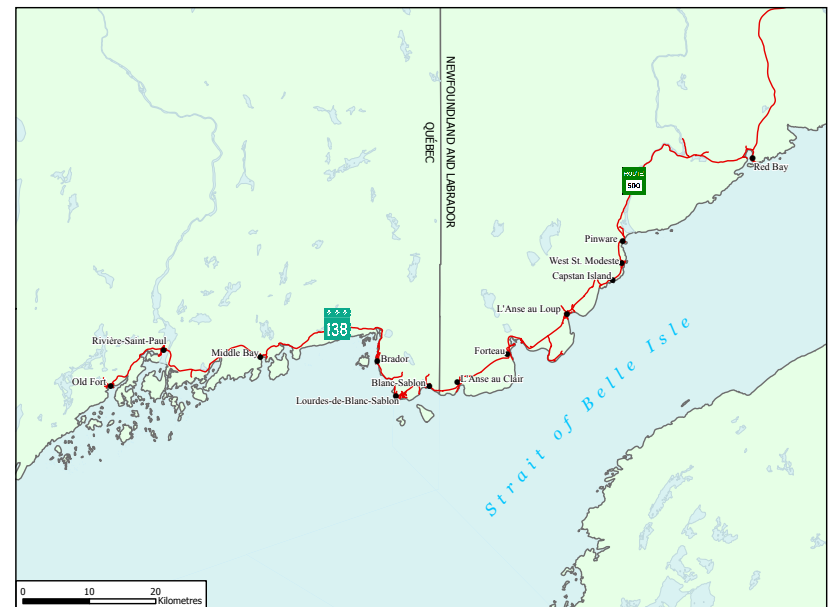 NEWFOUNDLAND AND LABRADOR
QUÉBEC
Red Bay
ROUTE
500
Pinware
West St. Modeste
Capstan Island
L'Anse au Loup
138
Rivière-Saint-Paul
Middle Bay
Brador
Forteau
Old Fort
Blanc-Sablon
L'Anse au Clair
Lourdes-de-Blanc-Sablon
Strait of Belle Isle
0 10 20
Kilometres